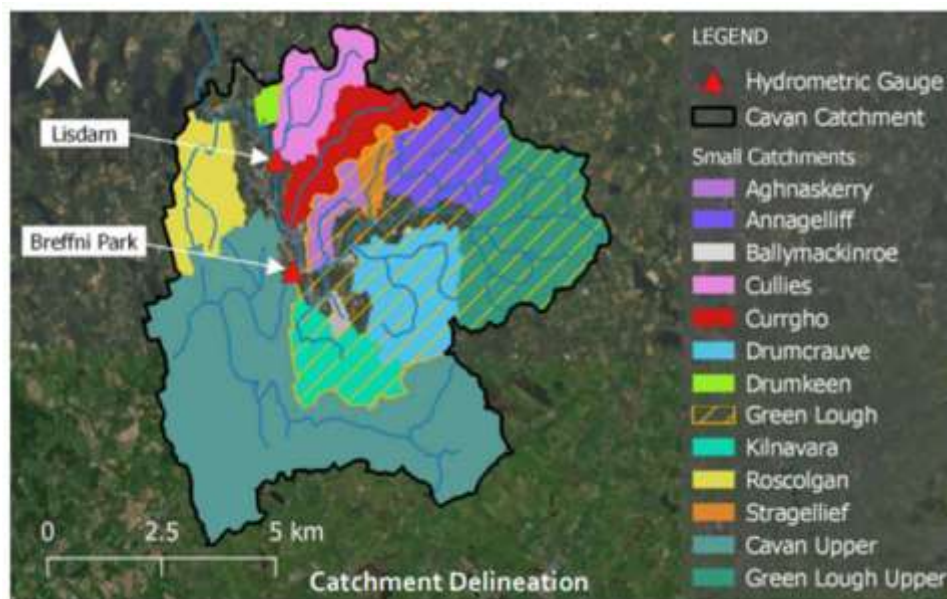 LEGEND
Hydrometric Gauge
Cavan Catchment
Small Catchments
Aghnaskerry
Annagelliff
Ballymackinroe
Cullies
Currgho
Drumcrauve
Drumkeen
Green Lough
Kilnavara
Roscolgan
Stragellief
Cavan Upper
Green Lough Upper
Lisdarn
Breffni Park
0 2.5 5 km
Catchment Delineation